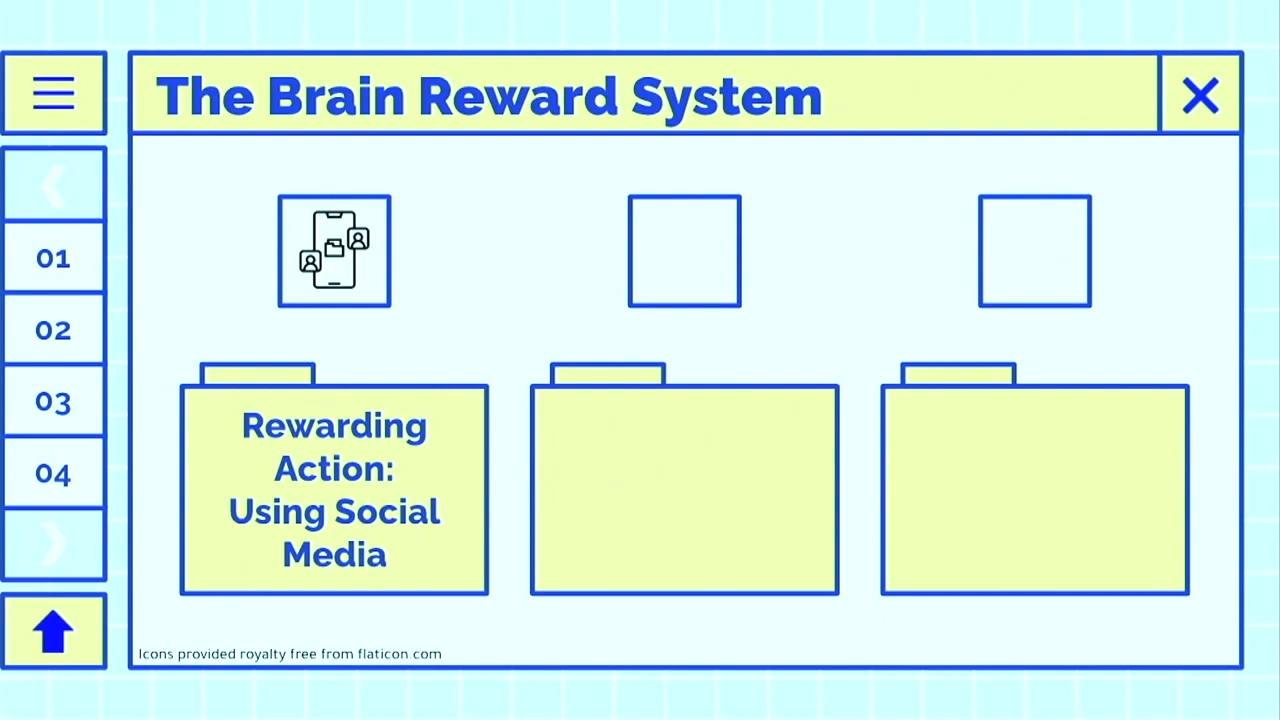 The Brain Reward System
01
02
03
04
Rewarding
Action:
Using Social
Media
Icons provided royalty free from flaticon com